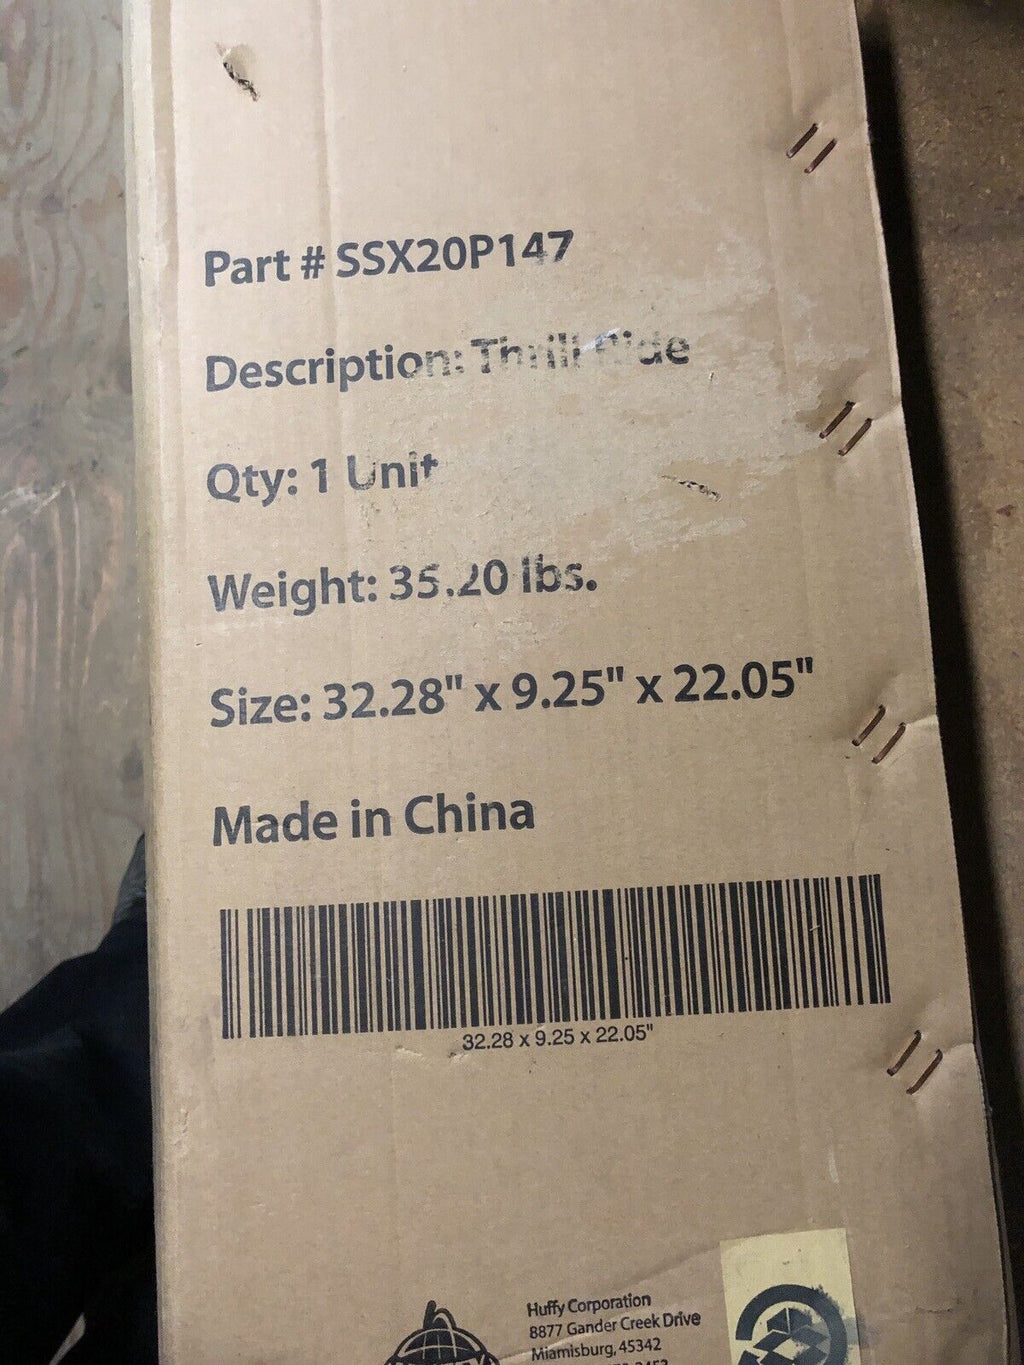 Part # SSX20P147
Description: Thrill Ride
Qty: 1 Unit
Weight: 35.20 lbs.
Size: 32.28" x 9.25" x 22.05"
Made in China
32.28 x 9.25 x 22.05"
Huffy Corporation
8877 Gander Creek Drive
Miamisburg, 45342